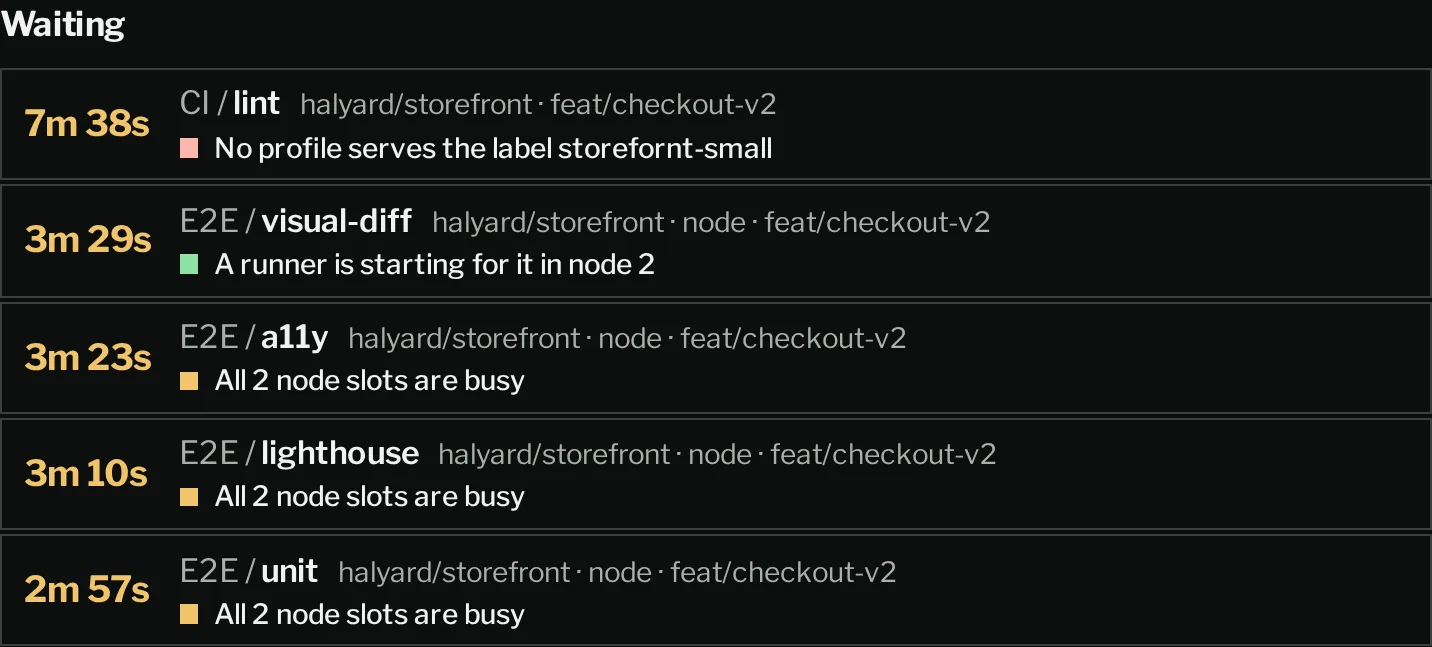 Waiting
7m 38s
CI / lint halyard/storefront · feat/checkout-v2
No profile serves the label storefornt-small
3m 29s
E2E / visual-diff halyard/storefront · node · feat/checkout-v2
A runner is starting for it in node 2
3m 23s
E2E / a11y halyard/storefront · node · feat/checkout-v2
All 2 node slots are busy
3m 10s
E2E / lighthouse halyard/storefront · node · feat/checkout-v2
All 2 node slots are busy
2m 57s
E2E / unit halyard/storefront · node · feat/checkout-v2
All 2 node slots are busy